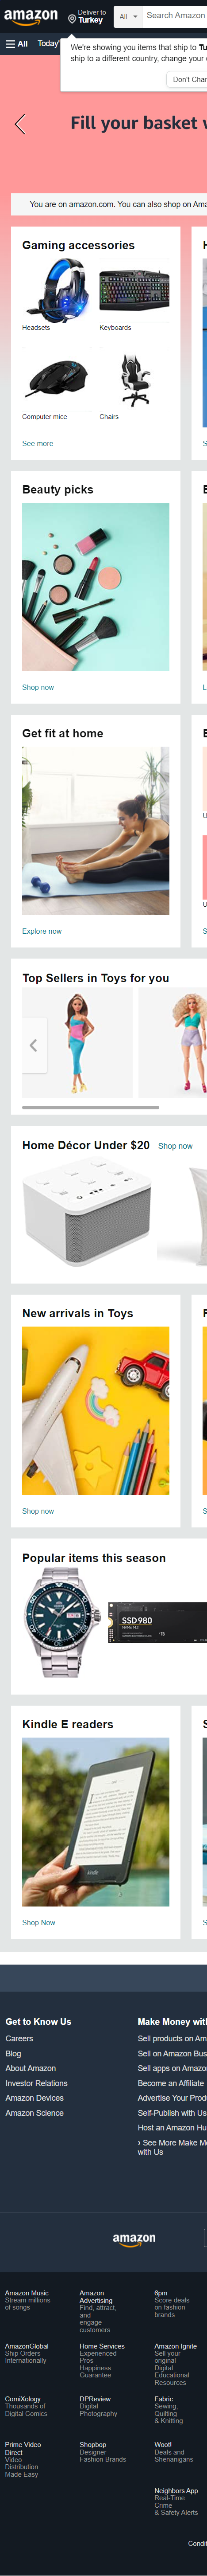 amazon
Deliver to
Turkey
All
Search Amazon
All
Today'
We're showing you items that ship to Tu
ship to a different country, change your
Don't Char
Fill your basket
You are on amazon.com. You can also shop on Ama
Gaming accessories
Headsets
Keyboards
Computer mice
Chairs
See more
Beauty picks
Shop now
Get fit at home
Explore now
Top Sellers in Toys for you
Home Décor Under $20 Shop now
New arrivals in Toys
Shop now
Popular items this season
SSD 980
Kindle E readers
kindle
Shop Now
Get to Know Us
Careers
Blog
About Amazon
Investor Relations
Amazon Devices
Amazon Science
Make Money wit
Sell products on Am
Sell on Amazon Bus
Sell apps on Amazo
Become an Affiliate
Advertise Your Prod
Self-Publish with Us
Host an Amazon Hu
› See More Make M
with Us
amazon
Amazon Music
Stream millions
of songs
Amazon
Advertising
Find, attract,
and
engage
customers
6pm
Score deals
on fashion
brands
AmazonGlobal
Ship Orders
Internationally
Home Services
Experienced
Pros
Happiness
Guarantee
Amazon Ignite
Sell your
original
Digital
Educational
Resources
ComiXology
Thousands of
Digital Comics
DPReview
Digital
Photography
Fabric
Sewing,
Quilting
& Knitting
Prime Video
Direct
Video
Distribution
Made Easy
Shopbop
Designer
Fashion Brands
Woot!
Deals and
Shenanigans
Neighbors App
Real-Time
Crime
& Safety Alerts
Condit